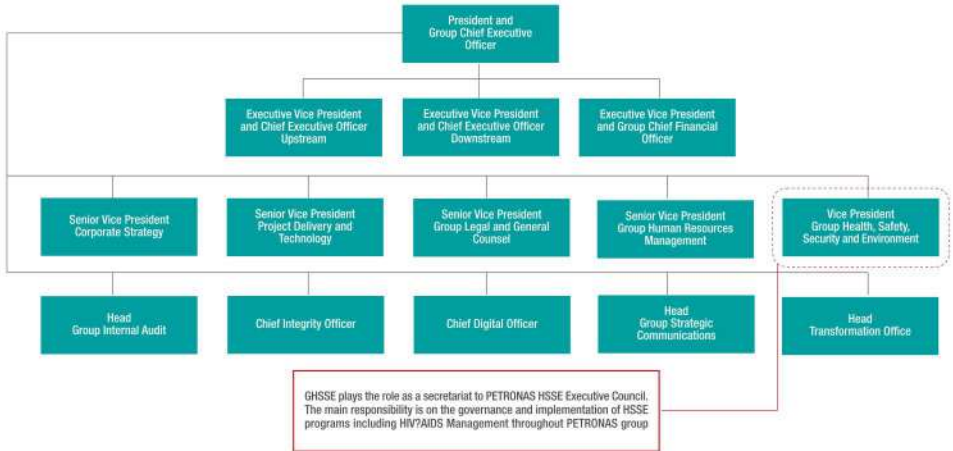 President and
Group Chief Executive
Officer
Executive Vice President
and Chief Executive Officer
Upstream
Executive Vice President
and Chief Executive Officer
Downstream
Executive Vice President
and Group Chief Financial
Officer
Senior Vice President
Corporate Strategy
Senior Vice President
Project Delivery and
Technology
Senior Vice President
Group Legal and General
Counsel
Senior Vice President
Group Human Resources
Management
Vice President
Group Health, Safety,
Security and Environment
Head
Group Internal Audit
Chief Integrity Officer
Chief Digital Officer
Head
Group Strategic
Communications
Head
Transformation Office
GHSSE plays the role as a secretariat to PETRONAS HSSE Executive Council.
The main responsibility is on the governance and implementation of HSSE
programs including HIV?AIDS Management throughout PETRONAS group